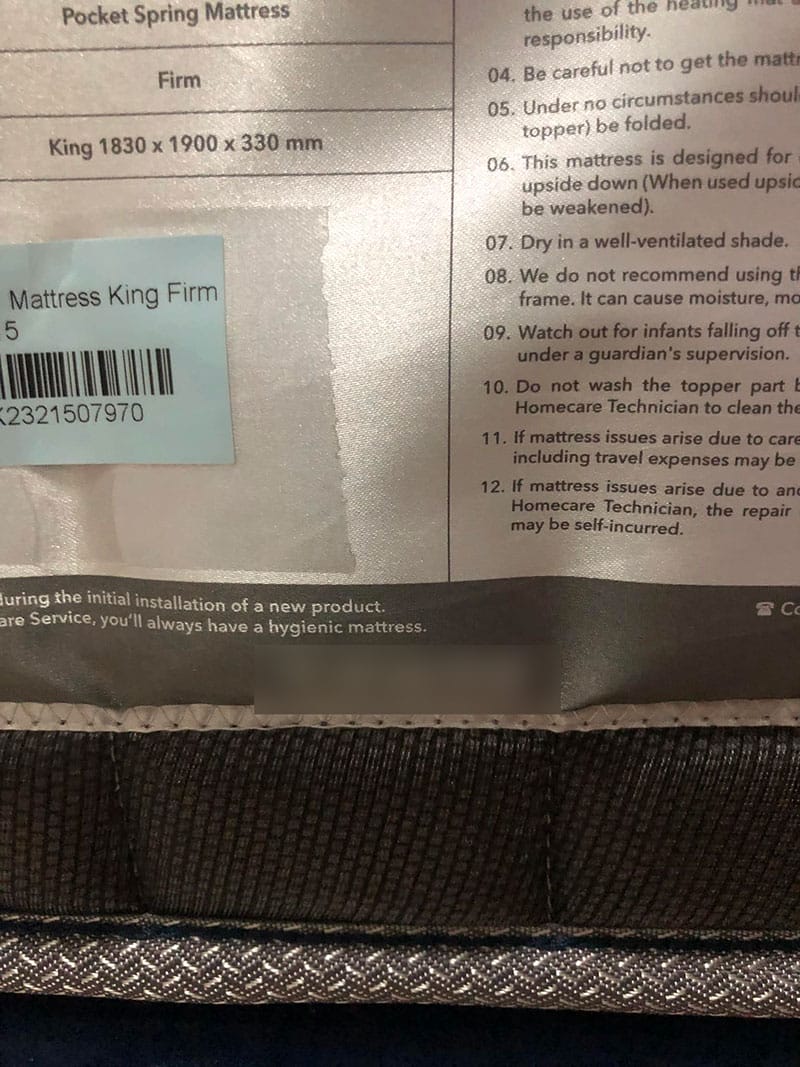 Pocket Spring Mattress
Firm
King 1830 x 1900 x 330 mm
Mattress King Firm
5
2321507970
the use of the heating mat
responsibility.
04. Be careful not to get the
05. Under no circumstances
topper) be folded.
06. This mattress is designed for
upside down (When used
be weakened).
07. Dry in a well-ventilated shade.
08. We do not recommend using
frame. It can cause moisture,
09. Watch out for infants falling off
under a guardian's supervision.
10. Do not wash the topper part
Homecare Technician to clean
11. If mattress issues arise due to
including travel expenses may be
12. If mattress issues arise due to
Homecare Technician, the repair
may be self-incurred.
during the initial installation of a new product.
Service, you'll always have a hygienic mattress.